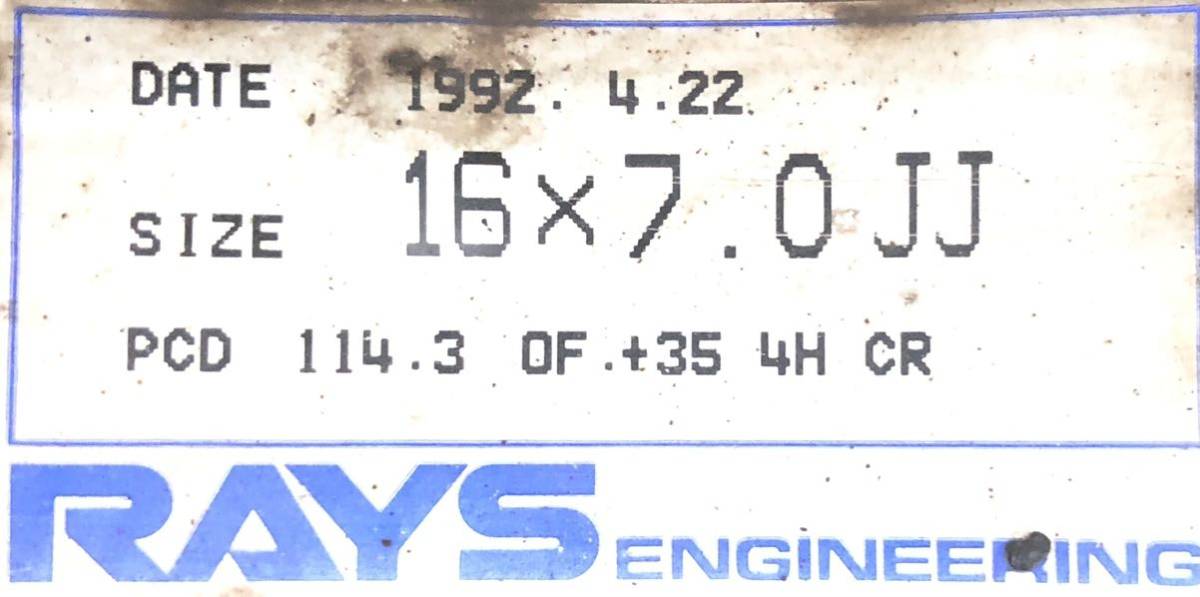 DATE 1992. 4.22
SIZE 16×7.0JJ
PCD 114.3 OF.+35 4H CR
RAYS ENGINEERING